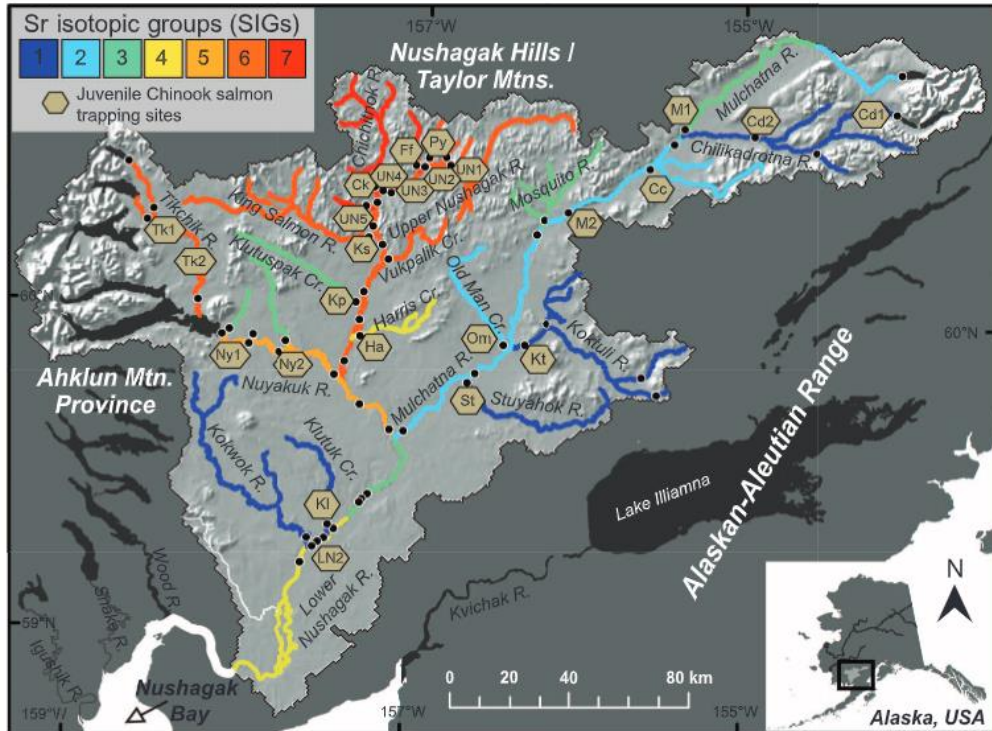 Sr isotopic groups (SIGs)
1 2 3 4 5 6 7
Juvenile Chinook salmon
trapping sites
157°W
155°W
Nushagak Hills /
Taylor Mtns.
Chichitnok R.
Mulchatna R.
M1
Cd2
Cd1
Chilikadrotna R.
Ff
Py
UN4
UN3
UN2
UN1
CK
UN5
Ks
Upper Nushagak R.
Mosquito R.
Cc
M2
Tikchik R.
Tk1
Tk2
King Salmon R.
Klutuspak Cr.
Vukpalik Cr.
Kp
Harris Cr.
Ha
Old Man Cr.
Om
Kt
Koktuli R.
60°N
Ny1
Ny2
Nuyakuk R.
Ahklun Mtn.
Province
Mulchatna R.
St
Stuyahok R.
Kokwok R.
Klutuk Cr.
Kl
LN2
Lower
Nushagak R.
Lake Illiamna
Alaskan-Aleutian Range
Kvichak R.
Wood R.
Snake R.
Igushik R.
59°N
Nushagak
Bay
0 20 40 80 km
159°W
157°W
155°W
N
Alaska, USA